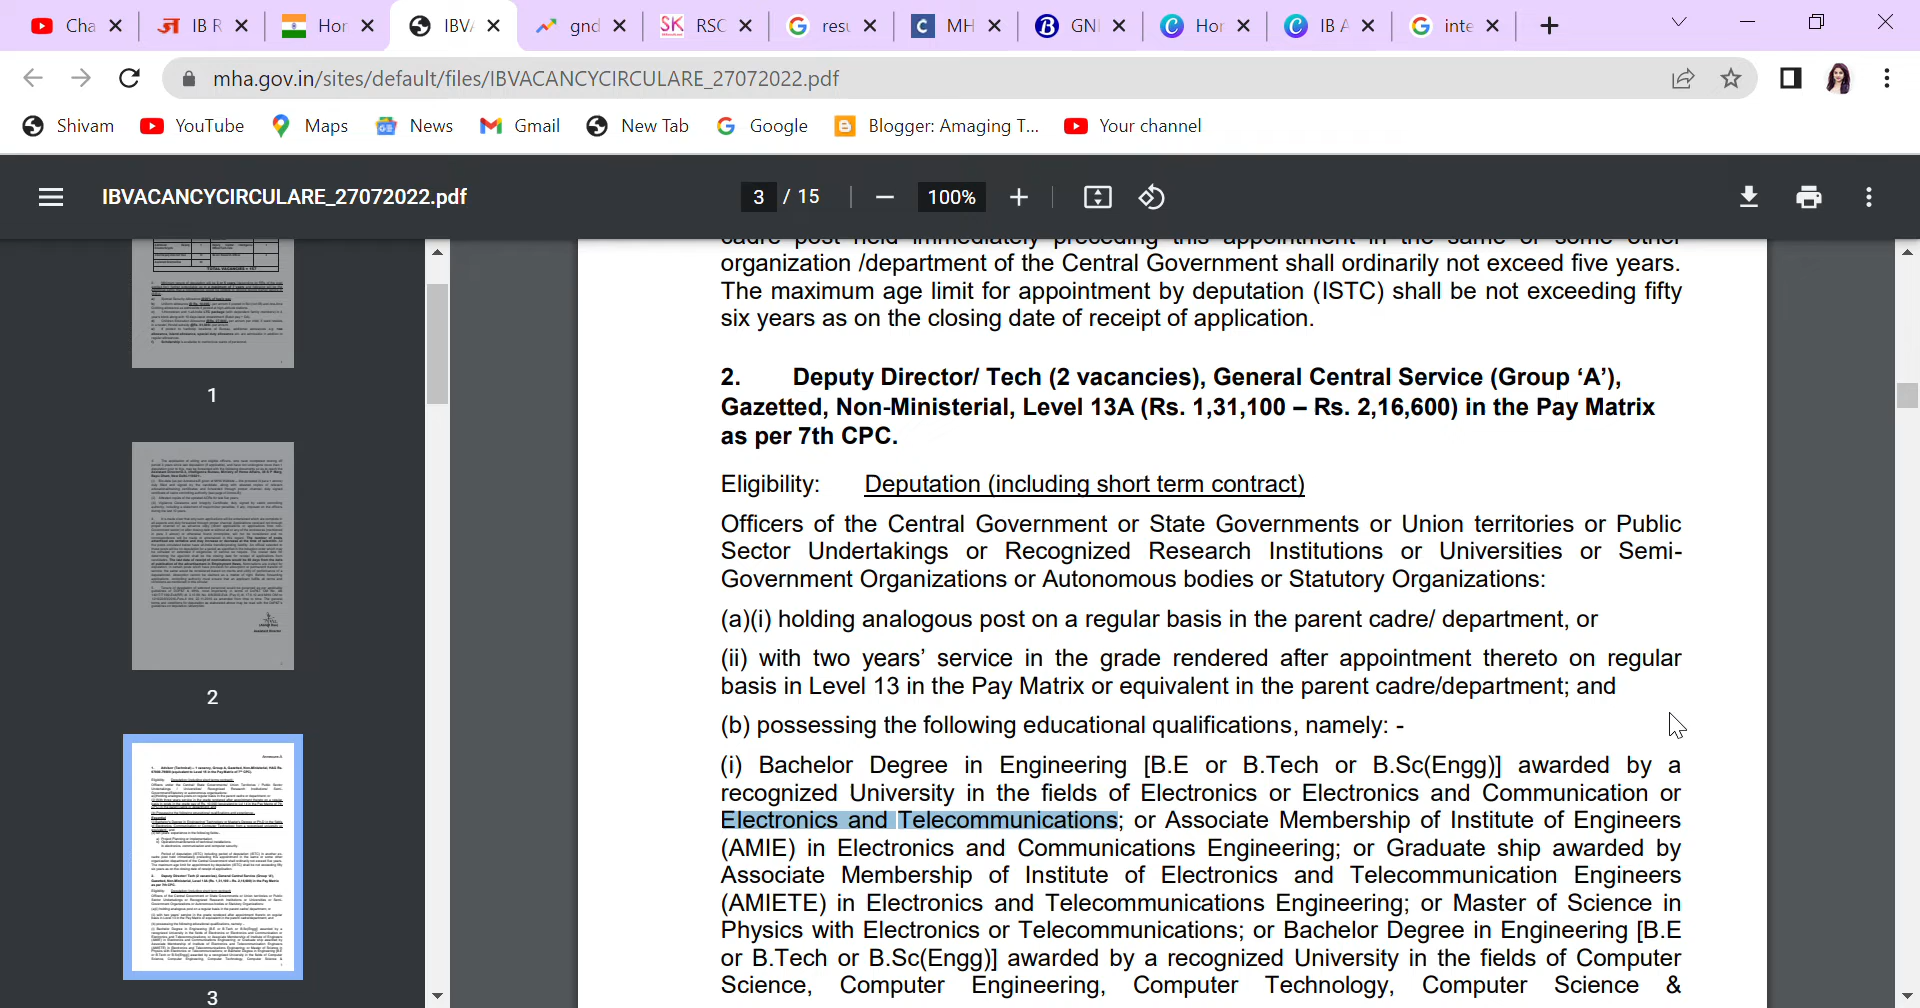 Cha
IB R
Hor
IBV
gnd
RSC
resu
MH
GNI
Hor
IB A
inte
mha.gov.in/sites/default/files/IBVACANCYCIRCULARE_27072022.pdf
Shivam
YouTube
Maps
News
Gmail
New Tab
Google
Blogger: Amaging T...
Your channel
IBVACANCYCIRCULARE_27072022.pdf
3 / 15
100%
1
2
3
cadre post held immediately preceding this appointment in the same or some other
organization /department of the Central Government shall ordinarily not exceed five years.
The maximum age limit for appointment by deputation (ISTC) shall be not exceeding fifty
six years as on the closing date of receipt of application.
2. Deputy Director/ Tech (2 vacancies), General Central Service (Group ‘A’),
Gazetted, Non-Ministerial, Level 13A (Rs. 1,31,100 – Rs. 2,16,600) in the Pay Matrix
as per 7th CPC.
Eligibility: Deputation (including short term contract)
Officers of the Central Government or State Governments or Union territories or Public
Sector Undertakings or Recognized Research Institutions or Universities or Semi-
Government Organizations or Autonomous bodies or Statutory Organizations:
(a)(i) holding analogous post on a regular basis in the parent cadre/ department, or
(ii) with two years’ service in the grade rendered after appointment thereto on regular
basis in Level 13 in the Pay Matrix or equivalent in the parent cadre/department; and
(b) possessing the following educational qualifications, namely: -
(i) Bachelor Degree in Engineering [B.E or B.Tech or B.Sc(Engg)] awarded by a
recognized University in the fields of Electronics or Electronics and Communication or
Electronics and Telecommunications; or Associate Membership of Institute of Engineers
(AMIE) in Electronics and Communications Engineering; or Graduate ship awarded by
Associate Membership of Institute of Electronics and Telecommunication Engineers
(AMIETE) in Electronics and Telecommunications Engineering; or Master of Science in
Physics with Electronics or Telecommunications; or Bachelor Degree in Engineering [B.E
or B.Tech or B.Sc(Engg)] awarded by a recognized University in the fields of Computer
Science, Computer Engineering, Computer Technology, Computer Science &